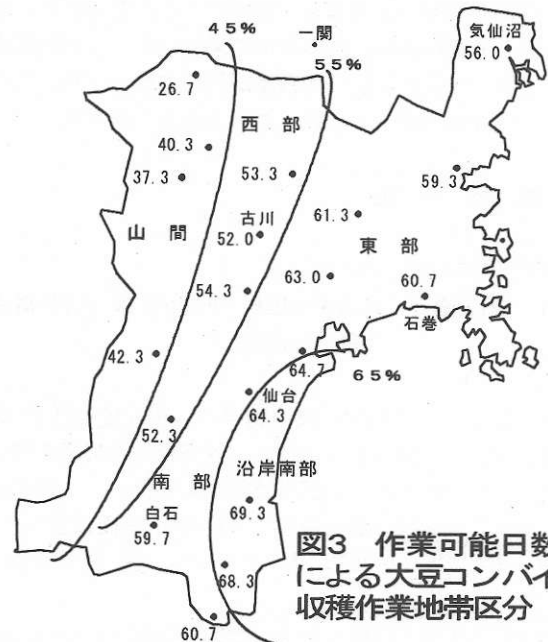 45%
一関
気仙沼
56.0
55%
26.7
西部
40.3
37.3
53.3
59.3
61.3
山間
古川
52.0
東部
54.3
63.0
60.7
石巻
42.3
64.7
65%
仙台
64.3
52.3
南部
沿岸南部
白石
59.7
69.3
図3 作業可能日数
による大豆コンバイ
収穫作業地帯区分
68.3
60.7